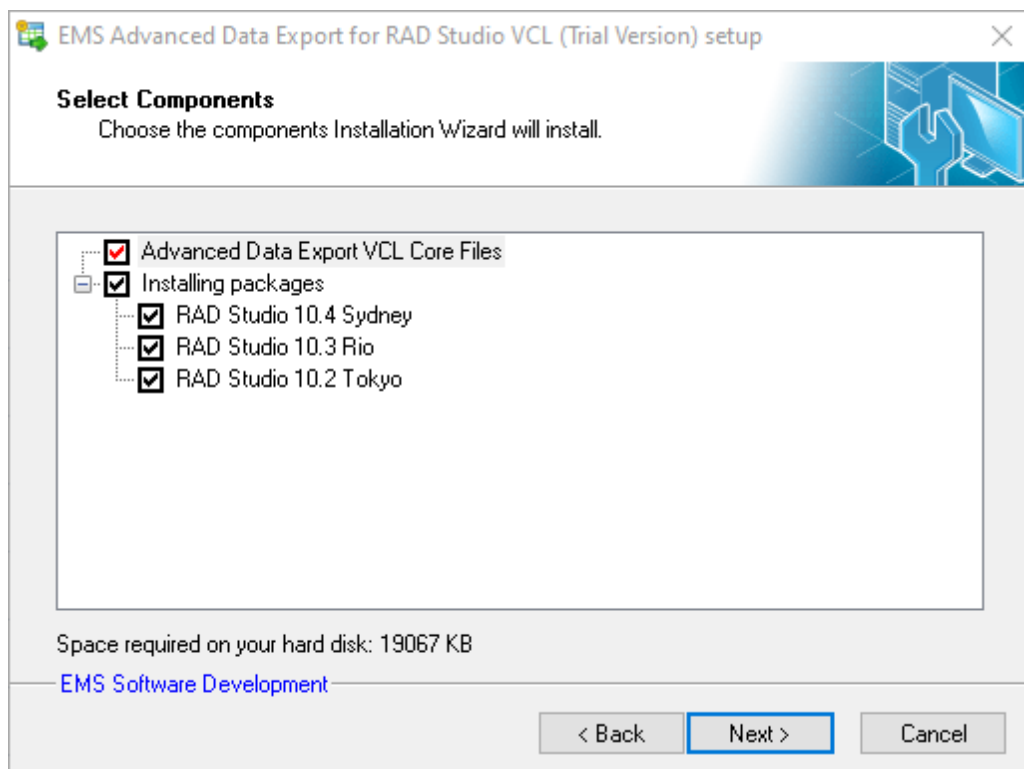 EMS Advanced Data Export for RAD Studio VCL (Trial Version) setup
Select Components
Choose the components Installation Wizard will install.
Advanced Data Export VCL Core Files
Installing packages
RAD Studio 10.4 Sydney
RAD Studio 10.3 Rio
RAD Studio 10.2 Tokyo
Space required on your hard disk: 19067 KB
EMS Software Development
< Back Next > Cancel